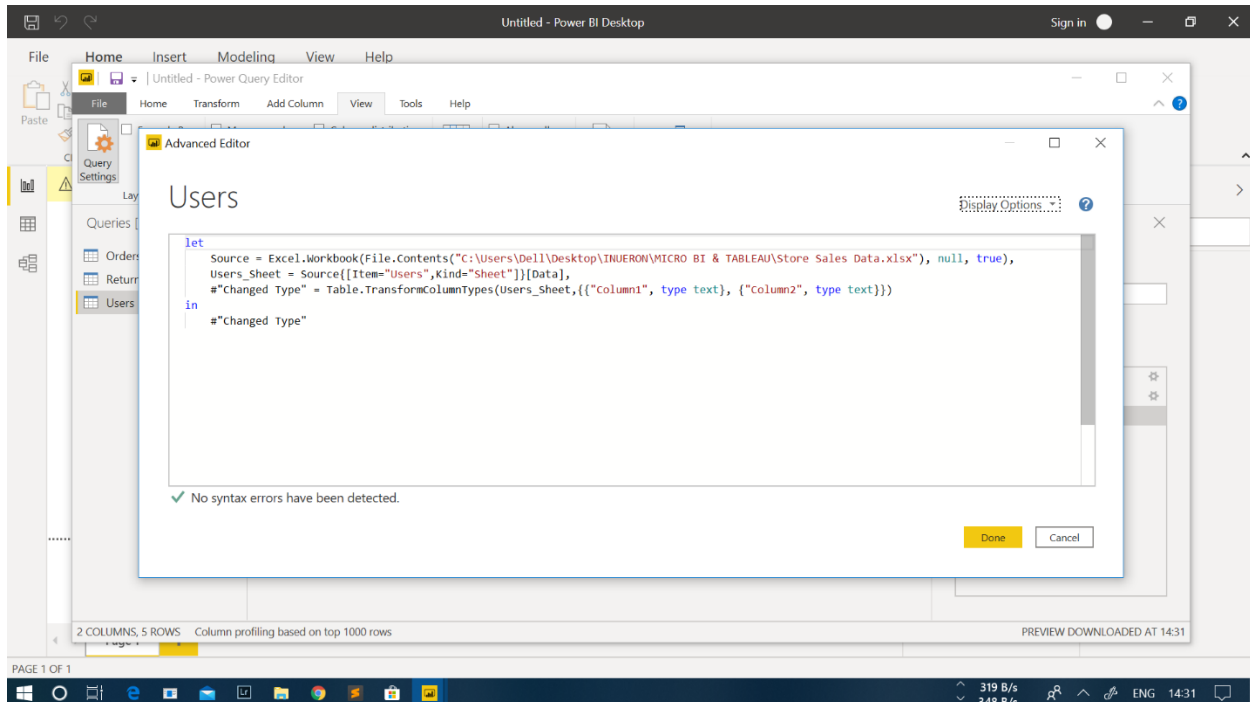 Untitled - Power BI Desktop
Sign in
File Home Insert Modeling View Help
Untitled - Power Query Editor
File Home Transform Add Column View Tools Help
Paste
Query
Settings
Lay
Advanced Editor
Users
Display Options
Queries [
Orders
Return
Users
let
Source = Excel.Workbook(File.Contents("C:\Users\Dell\Desktop\INUERON\MICRO BI & TABLEAU\Store Sales Data.xlsx"), null, true),
Users_Sheet = Source{[Item="Users",Kind="Sheet"]}[Data],
#"Changed Type" = Table.TransformColumnTypes(Users_Sheet,{{"Column1", type text}, {"Column2", type text}})
in
#"Changed Type"
No syntax errors have been detected.
Done Cancel
2 COLUMNS, 5 ROWS Column profiling based on top 1000 rows
PREVIEW DOWNLOADED AT 14:31
PAGE 1 OF 1
319 B/s
348 B/s
ENG 14:31